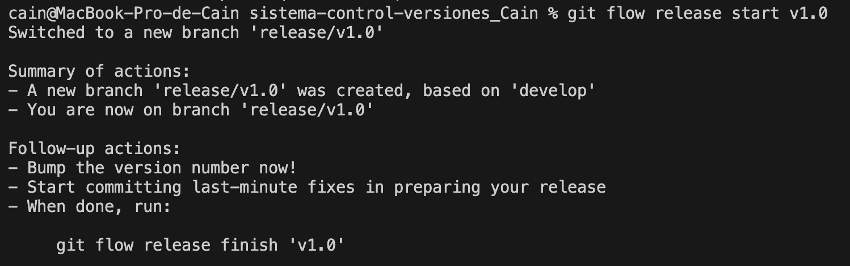 cain@MacBook-Pro-de-Cain sistema-control-versiones_Cain % git flow release start v1.0
Switched to a new branch 'release/v1.0'
Summary of actions:
- A new branch 'release/v1.0' was created, based on 'develop'
- You are now on branch 'release/v1.0'
Follow-up actions:
- Bump the version number now!
- Start committing last-minute fixes in preparing your release
- When done, run:
git flow release finish 'v1.0'